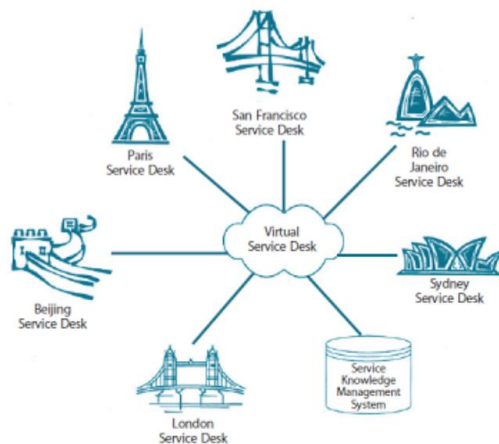 San Francisco
Service Desk
Paris
Service Desk
Rio de
Janeiro
Service Desk
Virtual
Service Desk
Beijing
Service Desk
Sydney
Service Desk
London
Service Desk
Service
Knowledge
Management
System